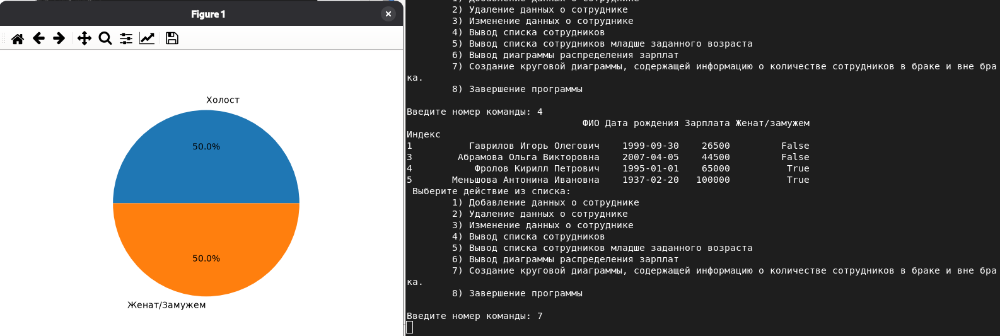 Figure 1
Холост
50.0%
50.0%
Женат/Замужем
1) Добавление данных о сотруднике
2) Удаление данных о сотруднике
3) Изменение данных о сотруднике
4) Вывод списка сотрудников
5) Вывод списка сотрудников младше заданного возраста
6) Вывод диаграммы распределения зарплат
7) Создание круговой диаграммы, содержащей информацию о количестве сотрудников в браке и вне бра
ка.
8) Завершение программы
Введите номер команды: 4
ФИО Дата рождения Зарплата Женат/замужем
Индекс
1 Гаврилов Игорь Олегович 1999-09-30 26500 False
3 Абрамова Ольга Викторовна 2007-04-05 44500 False
4 Фролов Кирилл Петрович 1995-01-01 65000 True
5 Меньшова Антонина Ивановна 1937-02-20 100000 True
Выберите действие из списка:
1) Добавление данных о сотруднике
2) Удаление данных о сотруднике
3) Изменение данных о сотруднике
4) Вывод списка сотрудников
5) Вывод списка сотрудников младше заданного возраста
6) Вывод диаграммы распределения зарплат
7) Создание круговой диаграммы, содержащей информацию о количестве сотрудников в браке и вне бра
ка.
8) Завершение программы
Введите номер команды: 7